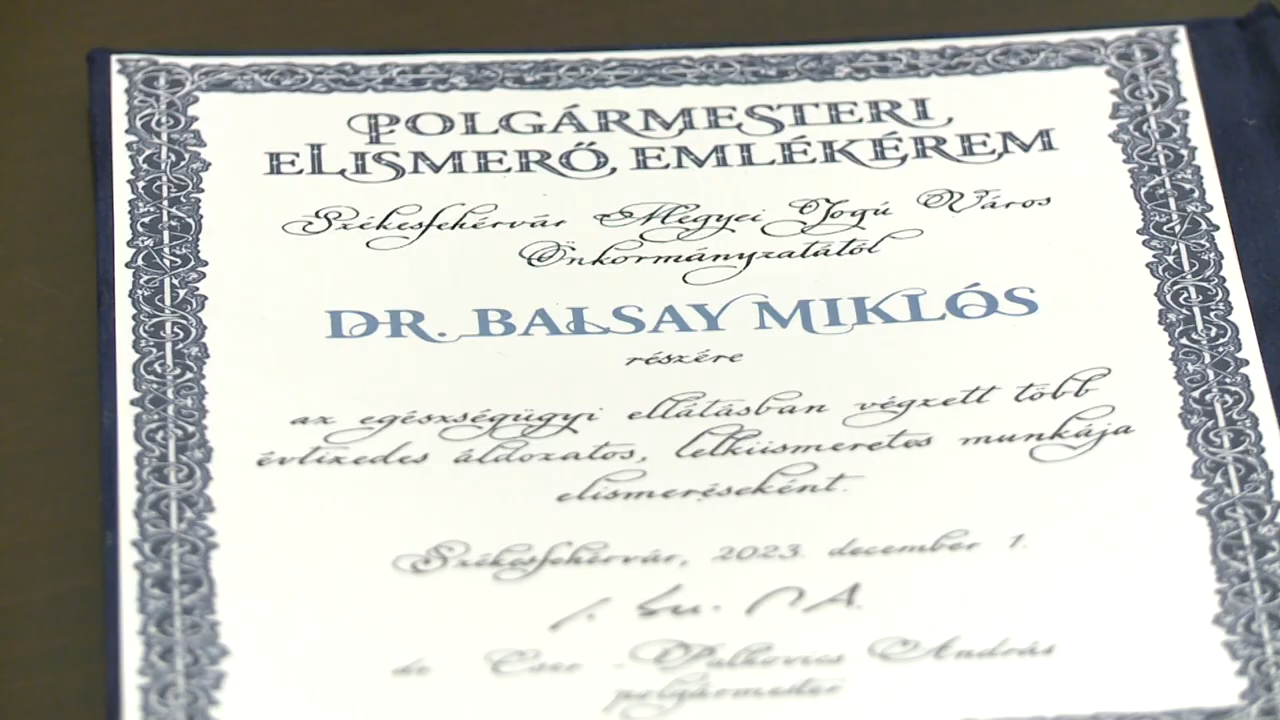 POLGÁRMESTERI
ELISMERŐ EMLÉKÉREM
Székesfehérvár Megyei Jogú Város
Önkormányzatától
DR. BALSAY MIKLÓS
részére
az egészségügyi ellátásban végzett több
évtizedes áldozatos, lelkiismeretes munkája
elismeréseként.
Székesfehérvár, 2023. december 1.
András
polgármester